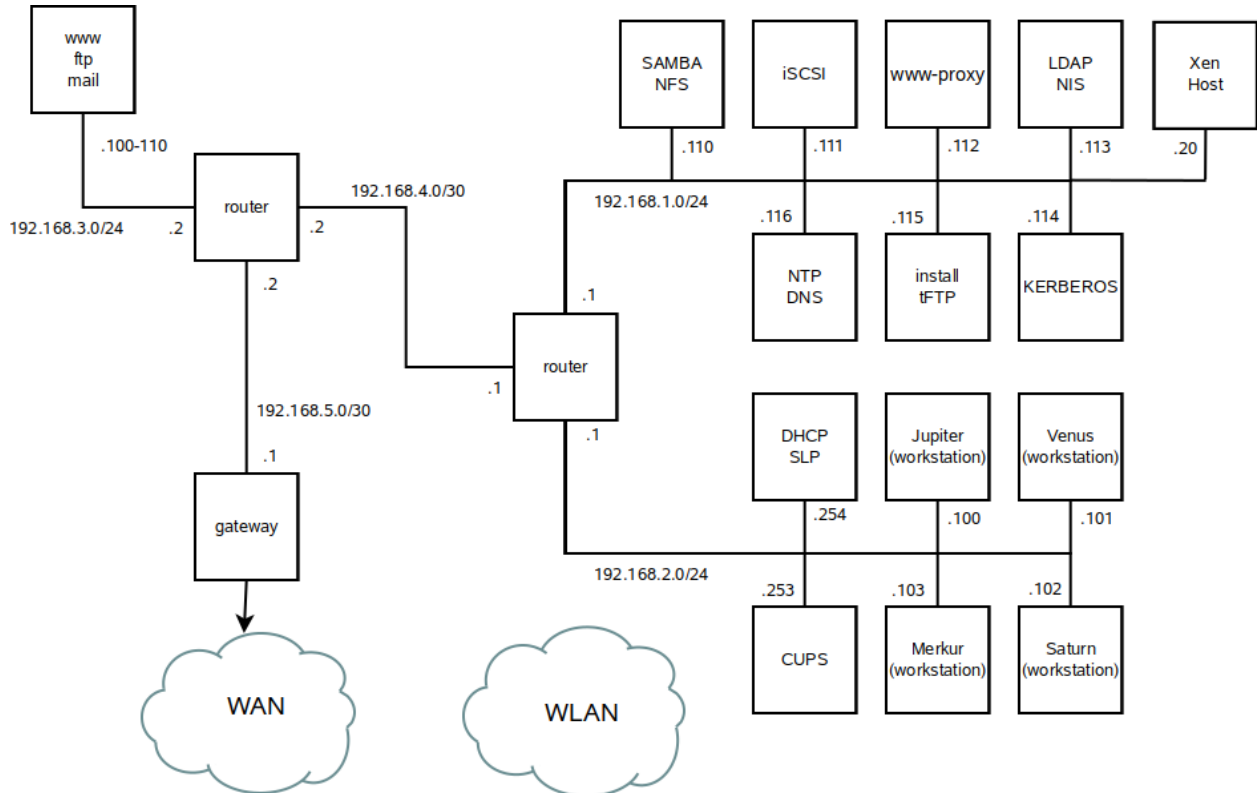 www
ftp
mail
.100-110
192.168.3.0/24
.2
router
.2
.2
192.168.4.0/30
192.168.5.0/30
.1
gateway
WAN
WLAN
.1
router
.1
.1
SAMBA
NFS
.110
iSCSI
.111
www-proxy
.112
LDAP
NIS
.113
Xen
Host
.20
192.168.1.0/24
.116
NTP
DNS
.115
install
tFTP
.114
KERBEROS
DHCP
SLP
.254
Jupiter
(workstation)
.100
Venus
(workstation)
.101
192.168.2.0/24
.253
CUPS
.103
Merkur
(workstation)
.102
Saturn
(workstation)